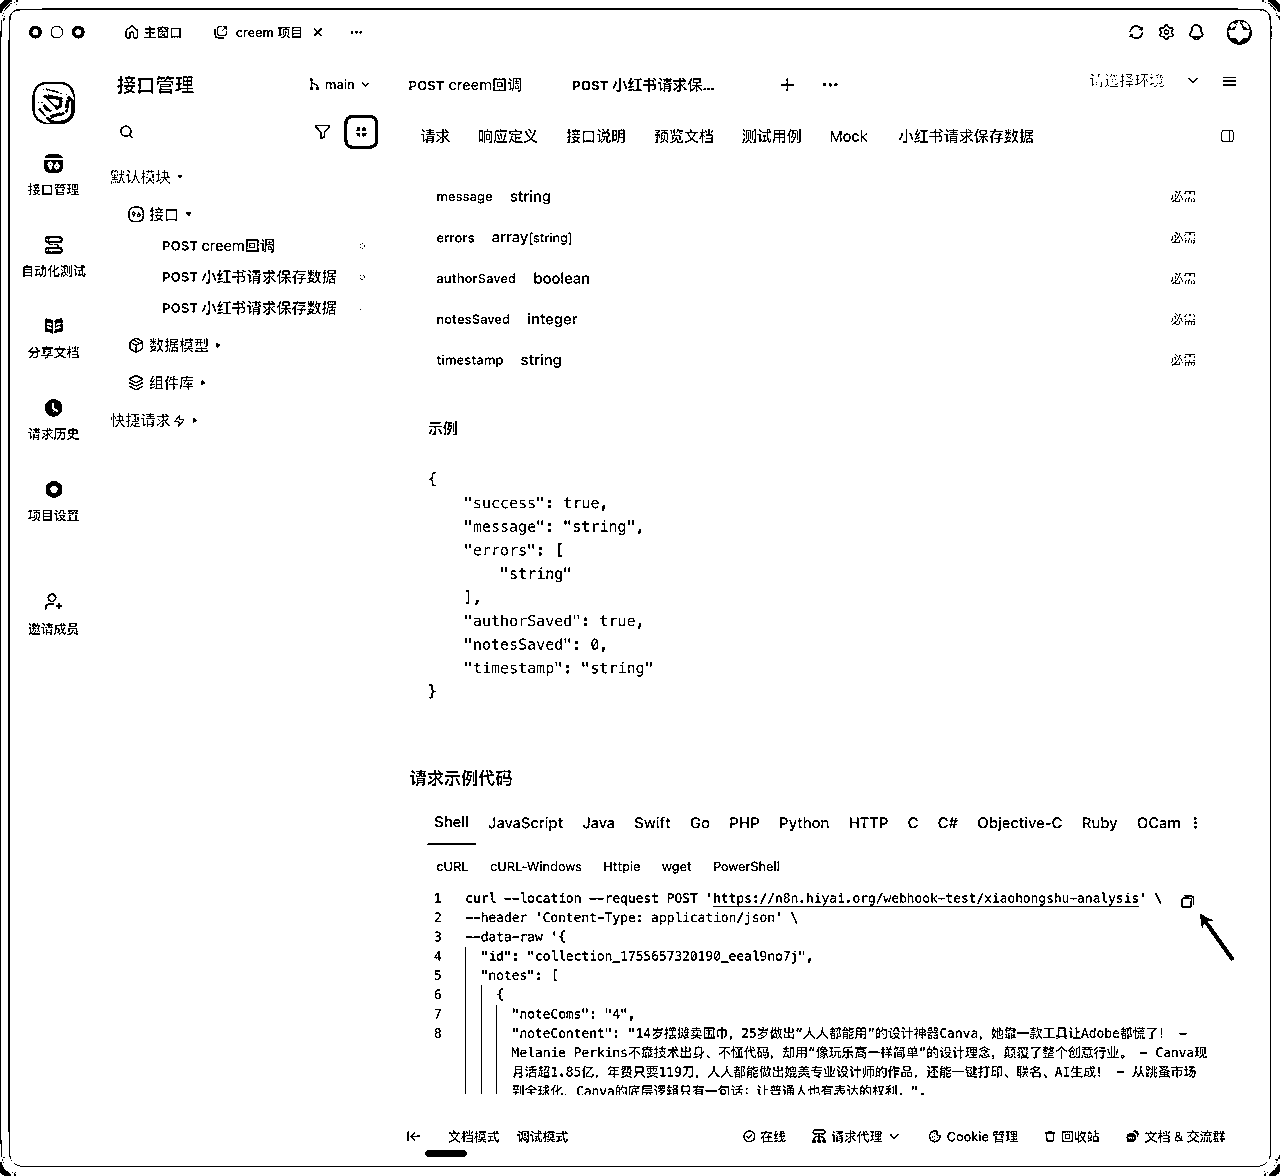 主窗口
creem 项目
接口管理
main
POST creem回调
POST 小红书请求保...
请选择环境
请求
响应定义
接口说明
预览文档
测试用例
Mock
小红书请求保存数据
接口管理
自动化测试
分享文档
请求历史
项目设置
邀请成员
默认模块
接口
POST creem回调
POST 小红书请求保存数据
POST 小红书请求保存数据
数据模型
组件库
快捷请求
message string 必需
errors array[string] 必需
authorSaved boolean 必需
notesSaved integer 必需
timestamp string 必需
示例
{
"success": true,
"message": "string",
"errors": [
"string"
],
"authorSaved": true,
"notesSaved": 0,
"timestamp": "string"
}
请求示例代码
Shell JavaScript Java Swift Go PHP Python HTTP C C# Objective-C Ruby OCam
cURL cURL-Windows Httpie wget PowerShell
1 curl --location --request POST 'https://n8n.hiyai.org/webhook-test/xiaohongshu-analysis' \
2 --header 'Content-Type: application/json' \
3 --data-raw '{
4 "id": "collection_1755657320190_eeal9no7j",
5 "notes": [
6 {
7 "noteComs": "4",
8 "noteContent": "14岁摆摊卖围巾，25岁做出“人人都能用”的设计神器Canva，她靠一款工具让Adobe都慌了！ -
Melanie Perkins不靠技术出身、不懂代码，却用“像玩乐高一样简单”的设计理念，颠覆了整个创意行业。 - Canva现
月活超1.85亿，年费只要119刀，人人都能做出媲美专业设计师的作品，还能一键打印、联名、AI生成！ - 从跳蚤市场
到全球化，Canva的底层逻辑只有一句话：让普通人也有表达的权利。",
文档模式 调试模式
在线
请求代理
Cookie 管理
回收站
文档 & 交流群